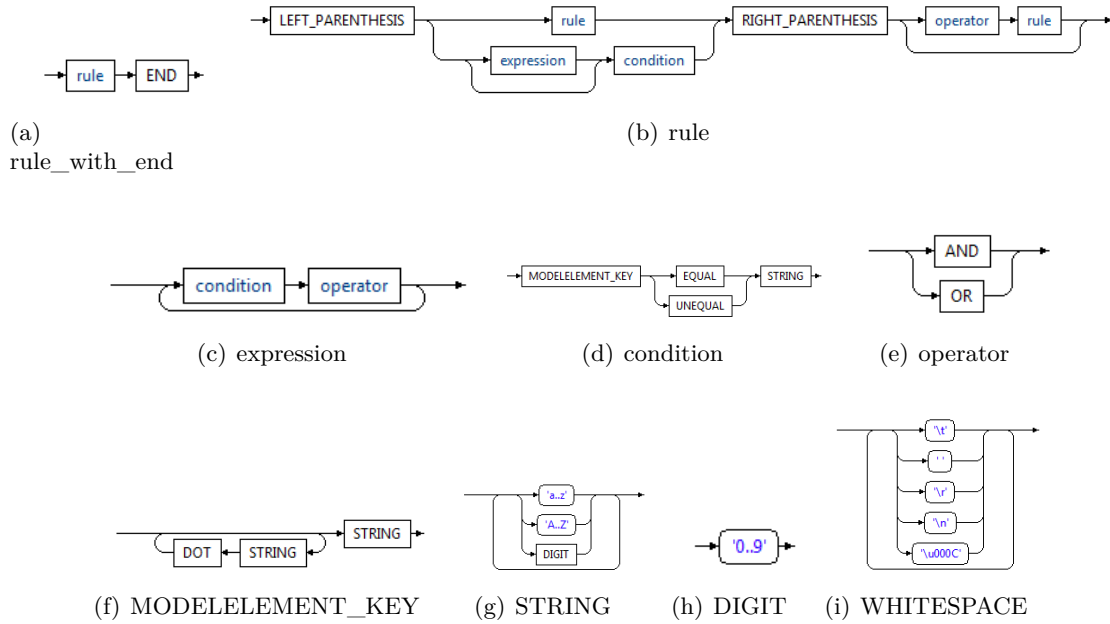 LEFT_PARENTHESIS rule RIGHT_PARENTHESIS operator rule
expression condition
rule END
(a)
rule_with_end
(b) rule
condition operator
(c) expression
MODELELEMENT_KEY EQUAL STRING
UNEQUAL
(d) condition
AND
OR
(e) operator
DOT STRING STRING
(f) MODELELEMENT_KEY
'a..z'
'A..Z'
DIGIT
(g) STRING
'0..9'
(h) DIGIT
'\t'
' '
'\r'
'\n'
'\u000C'
(i) WHITESPACE